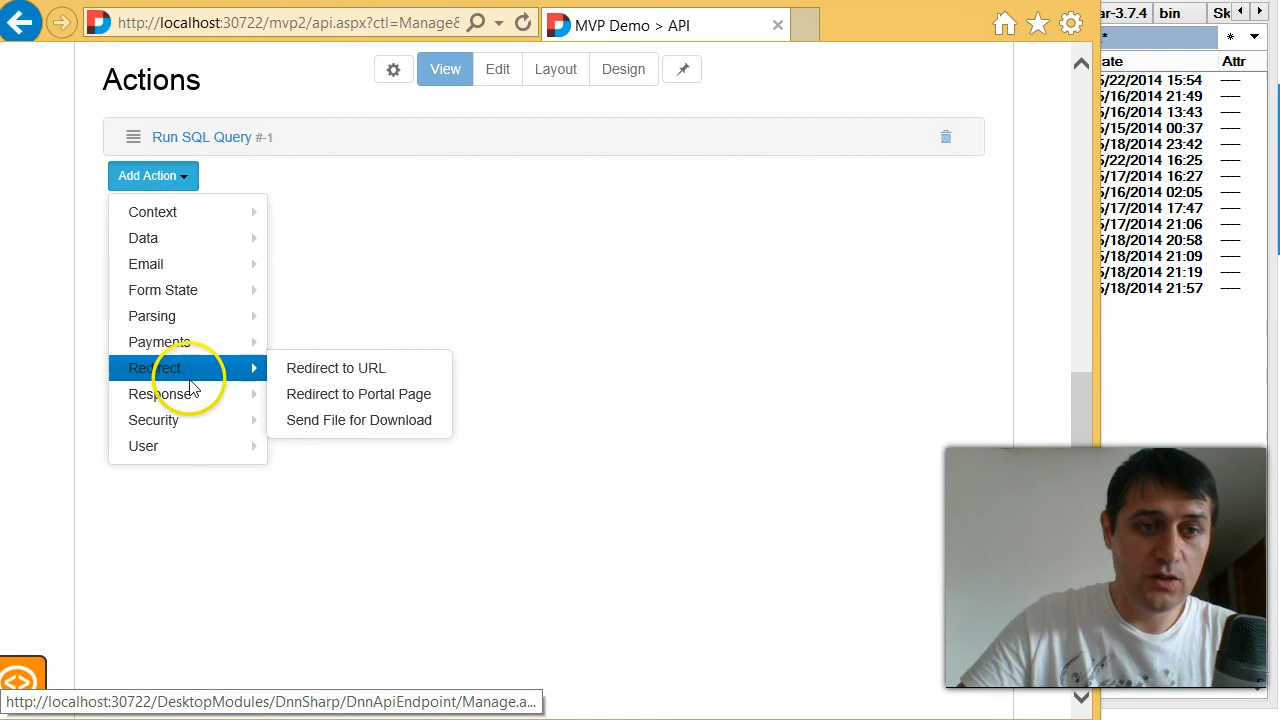 http://localhost:30722/mvp2/api.aspx?ctl=Manage&
MVP Demo > API
ar-3.7.4
bin
Sk
*
*
ate
Attr
5/22/2014 15:54 ----
5/16/2014 21:49 ----
5/16/2014 13:43 ----
5/15/2014 00:37 ----
5/18/2014 23:42 ----
5/22/2014 16:25 ----
5/17/2014 16:27 ----
5/16/2014 02:05 ----
5/17/2014 17:47 ----
5/17/2014 21:06 ----
5/18/2014 20:58 ----
5/18/2014 21:09 ----
5/18/2014 21:19 ----
5/18/2014 21:57 ----
View
Edit
Layout
Design
Actions
Run SQL Query #-1
Add Action
Context
Data
Email
Form State
Parsing
Payments
Redirect
Response
Security
User
Redirect to URL
Redirect to Portal Page
Send File for Download
http://localhost:30722/DesktopModules/DnnSharp/DnnApiEndpoint/Manage.a...